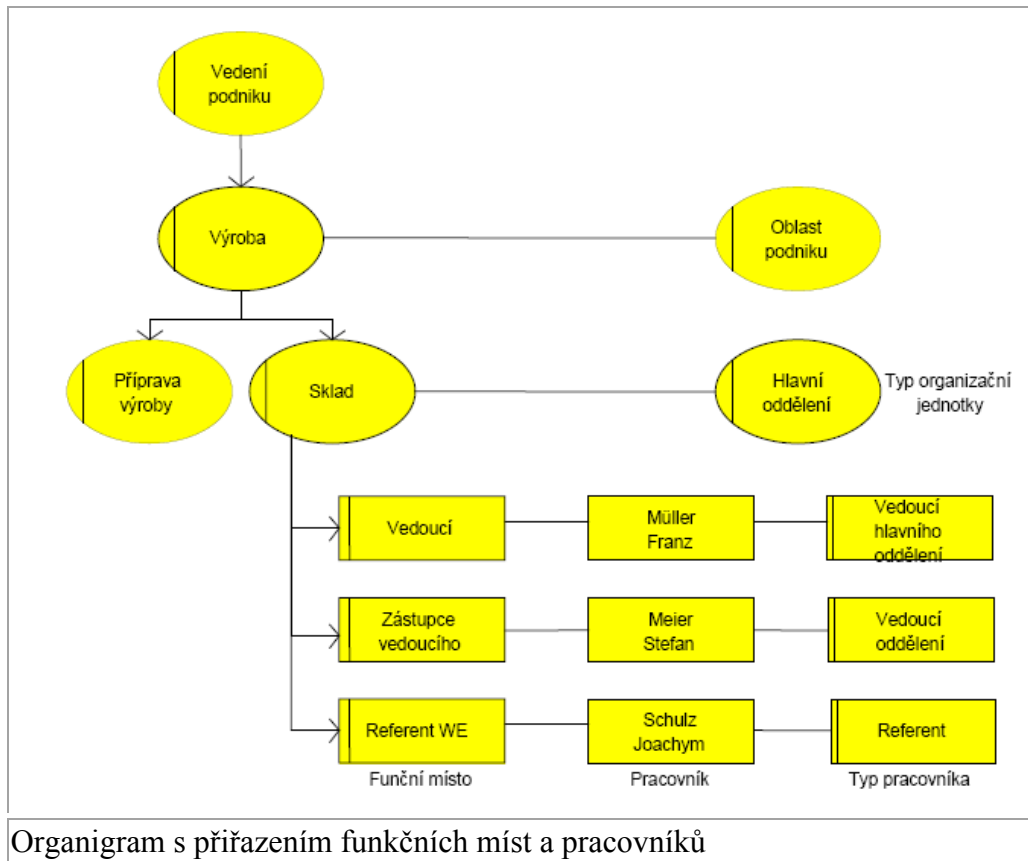 Vedení
podniku
Výroba
Oblast
podniku
Příprava
výroby
Sklad
Hlavní
oddělení
Typ organizační
jednotky
Vedoucí
Müller
Franz
Vedoucí
hlavního
oddělení
Zástupce
vedoucího
Meier
Stefan
Vedoucí
oddělení
Referent WE
Schulz
Joachym
Referent
Funční místo
Pracovník
Typ pracovníka
Organigram s přiřazením funkčních míst a pracovníků